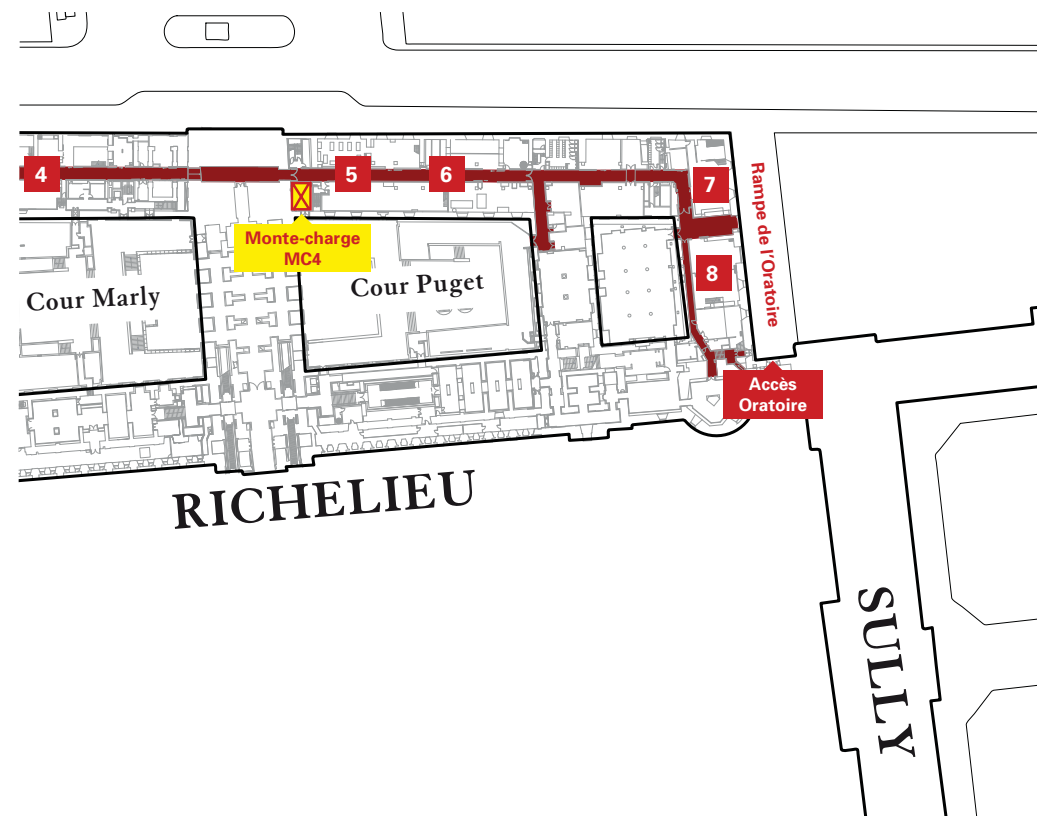 4
5
6
7
Rampe de l'Oratoire
Monte-charge
MC4
Cour Marly
Cour Puget
8
Accès
Oratoire
RICHELIEU
SULLY